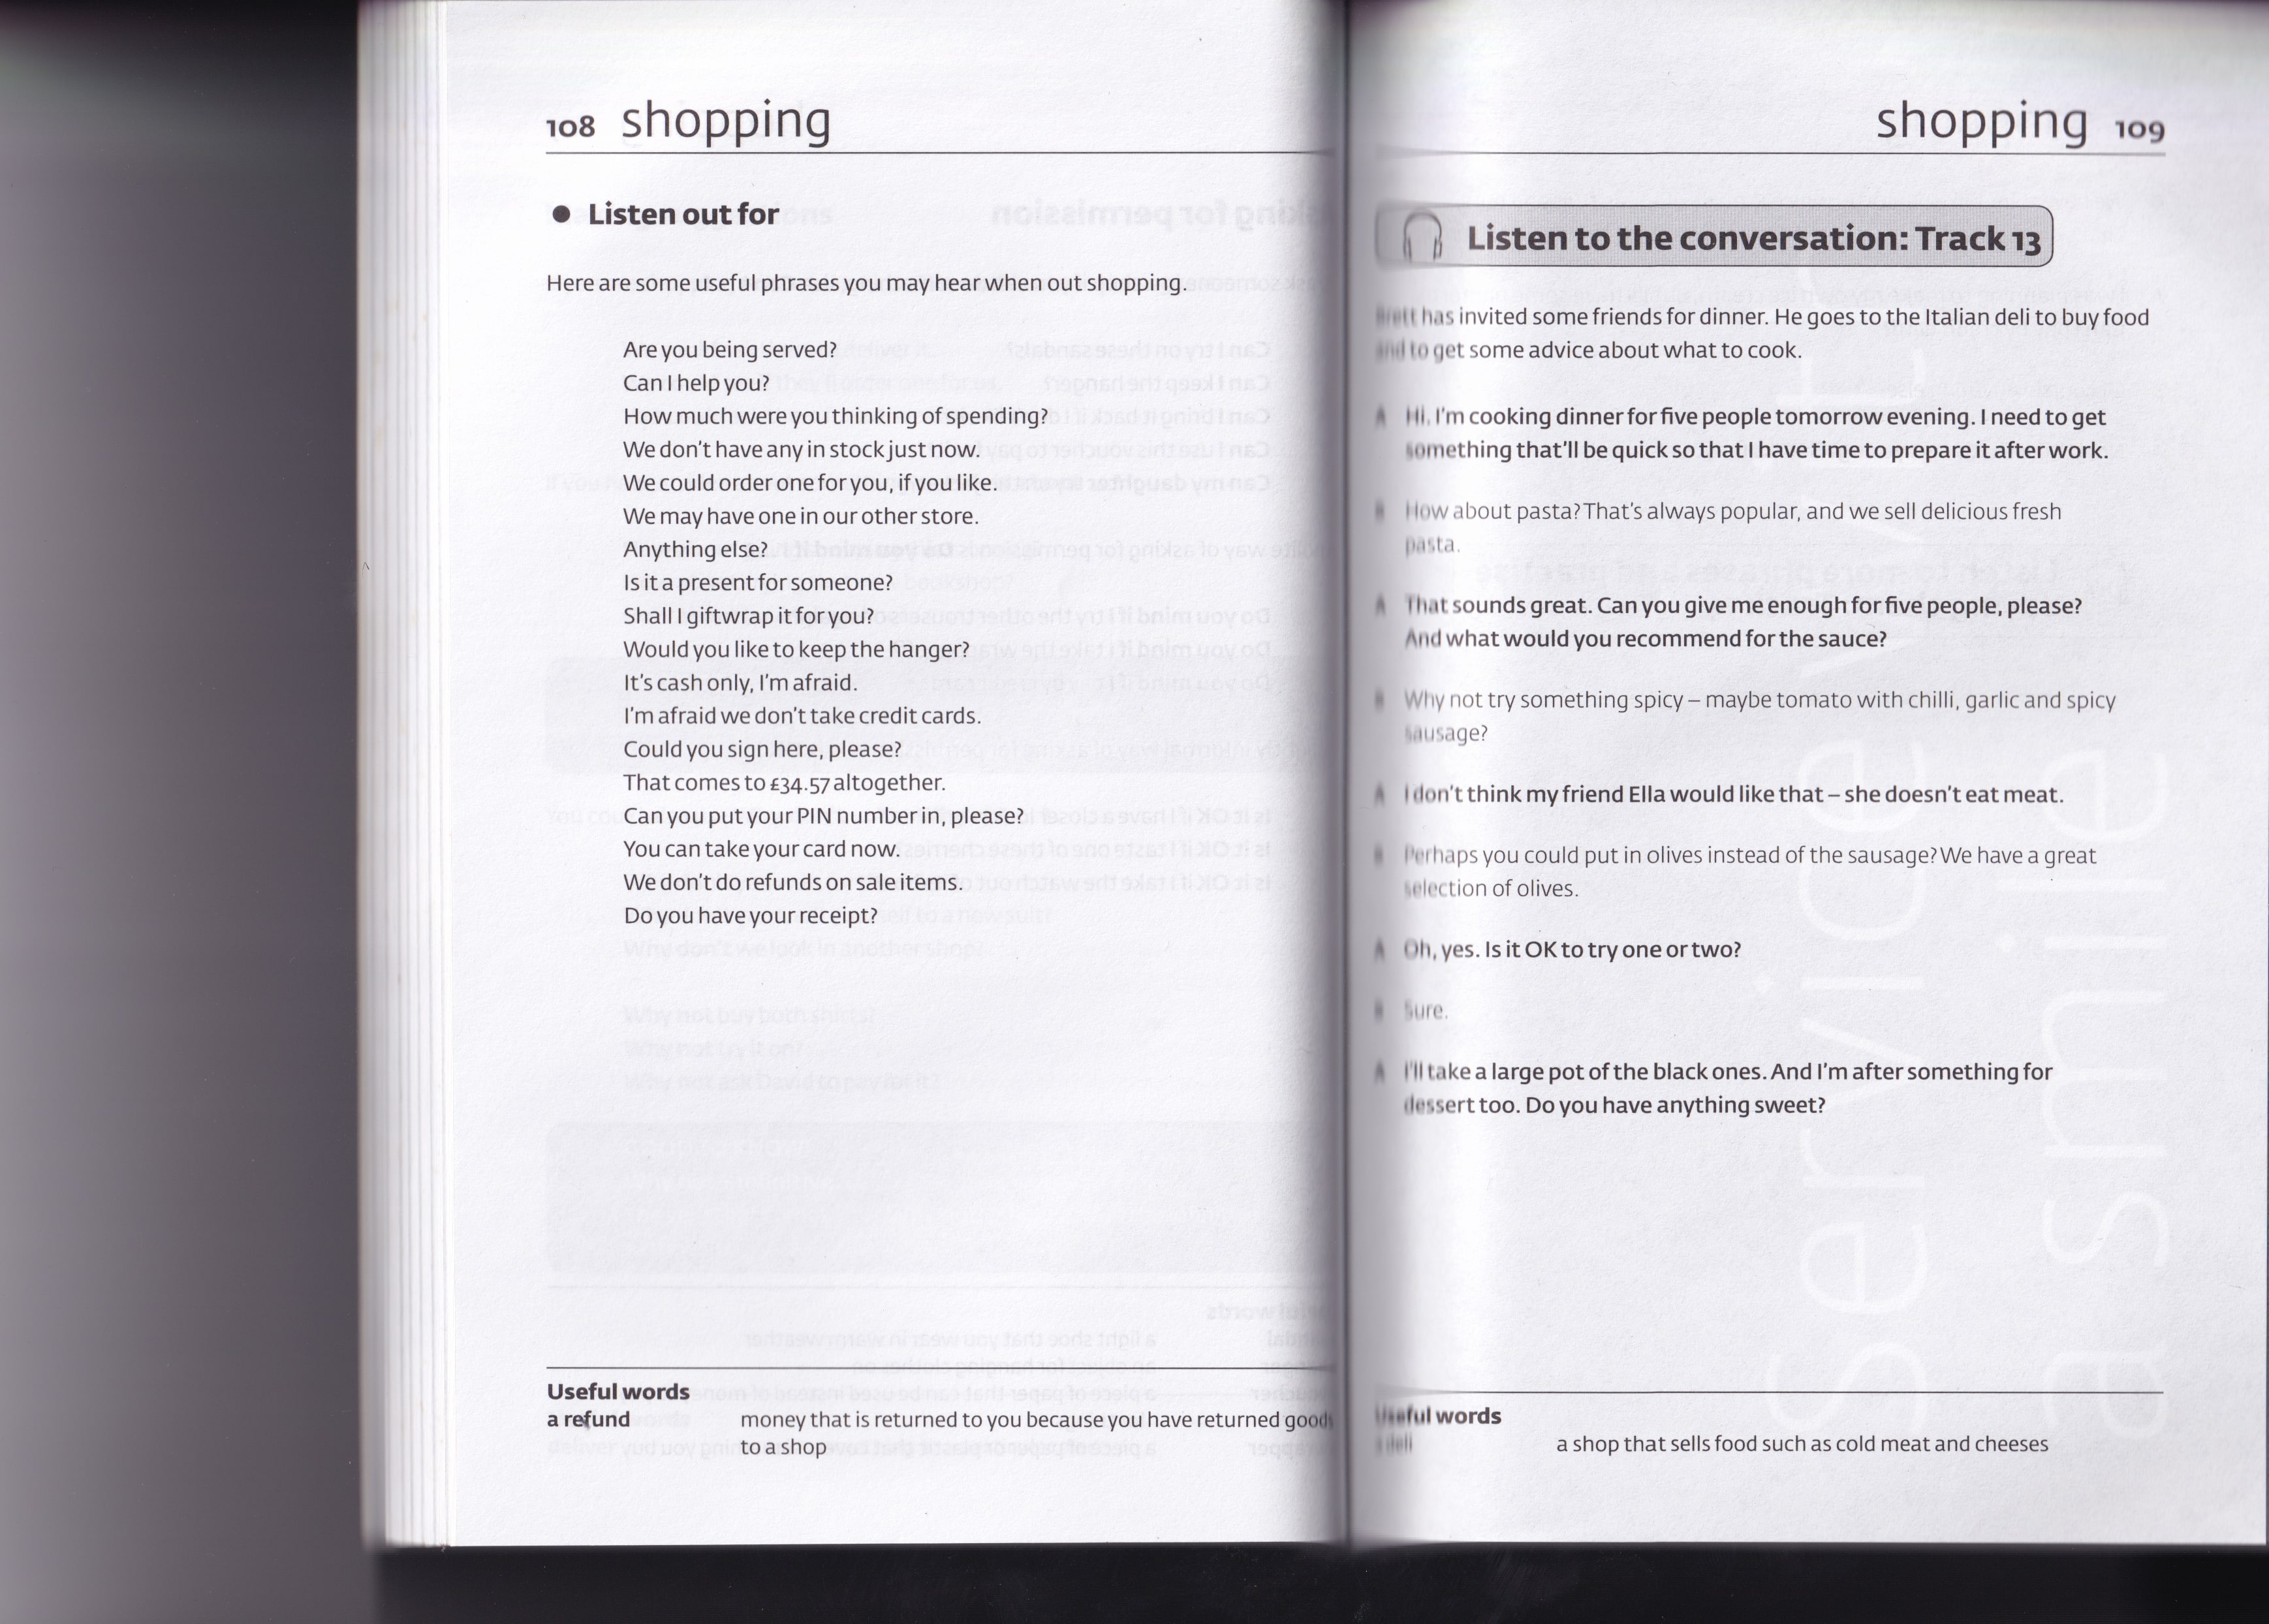 108 shopping
● Listen out for
Here are some useful phrases you may hear when out shopping.
Are you being served?
Can I help you?
How much were you thinking of spending?
We don't have any in stock just now.
We could order one for you, if you like.
We may have one in our other store.
Anything else?
Is it a present for someone?
Shall I giftwrap it for you?
Would you like to keep the hanger?
It's cash only, I'm afraid.
I'm afraid we don't take credit cards.
Could you sign here, please?
That comes to £34.57 altogether.
Can you put your PIN number in, please?
You can take your card now.
We don't do refunds on sale items.
Do you have your receipt?
Useful words
a refund money that is returned to you because you have returned goods
to a shop
shopping 109
Listen to the conversation: Track 13
has invited some friends for dinner. He goes to the Italian deli to buy food
and to get some advice about what to cook.
A Hi, I'm cooking dinner for five people tomorrow evening. I need to get
something that'll be quick so that I have time to prepare it after work.
B How about pasta? That's always popular, and we sell delicious fresh
pasta.
A That sounds great. Can you give me enough for five people, please?
And what would you recommend for the sauce?
B Why not try something spicy – maybe tomato with chilli, garlic and spicy
sausage?
A I don't think my friend Ella would like that – she doesn't eat meat.
B Perhaps you could put in olives instead of the sausage? We have a great
selection of olives.
A Oh, yes. Is it OK to try one or two?
B Sure.
A I'll take a large pot of the black ones. And I'm after something for
dessert too. Do you have anything sweet?
Useful words
a deli a shop that sells food such as cold meat and cheeses